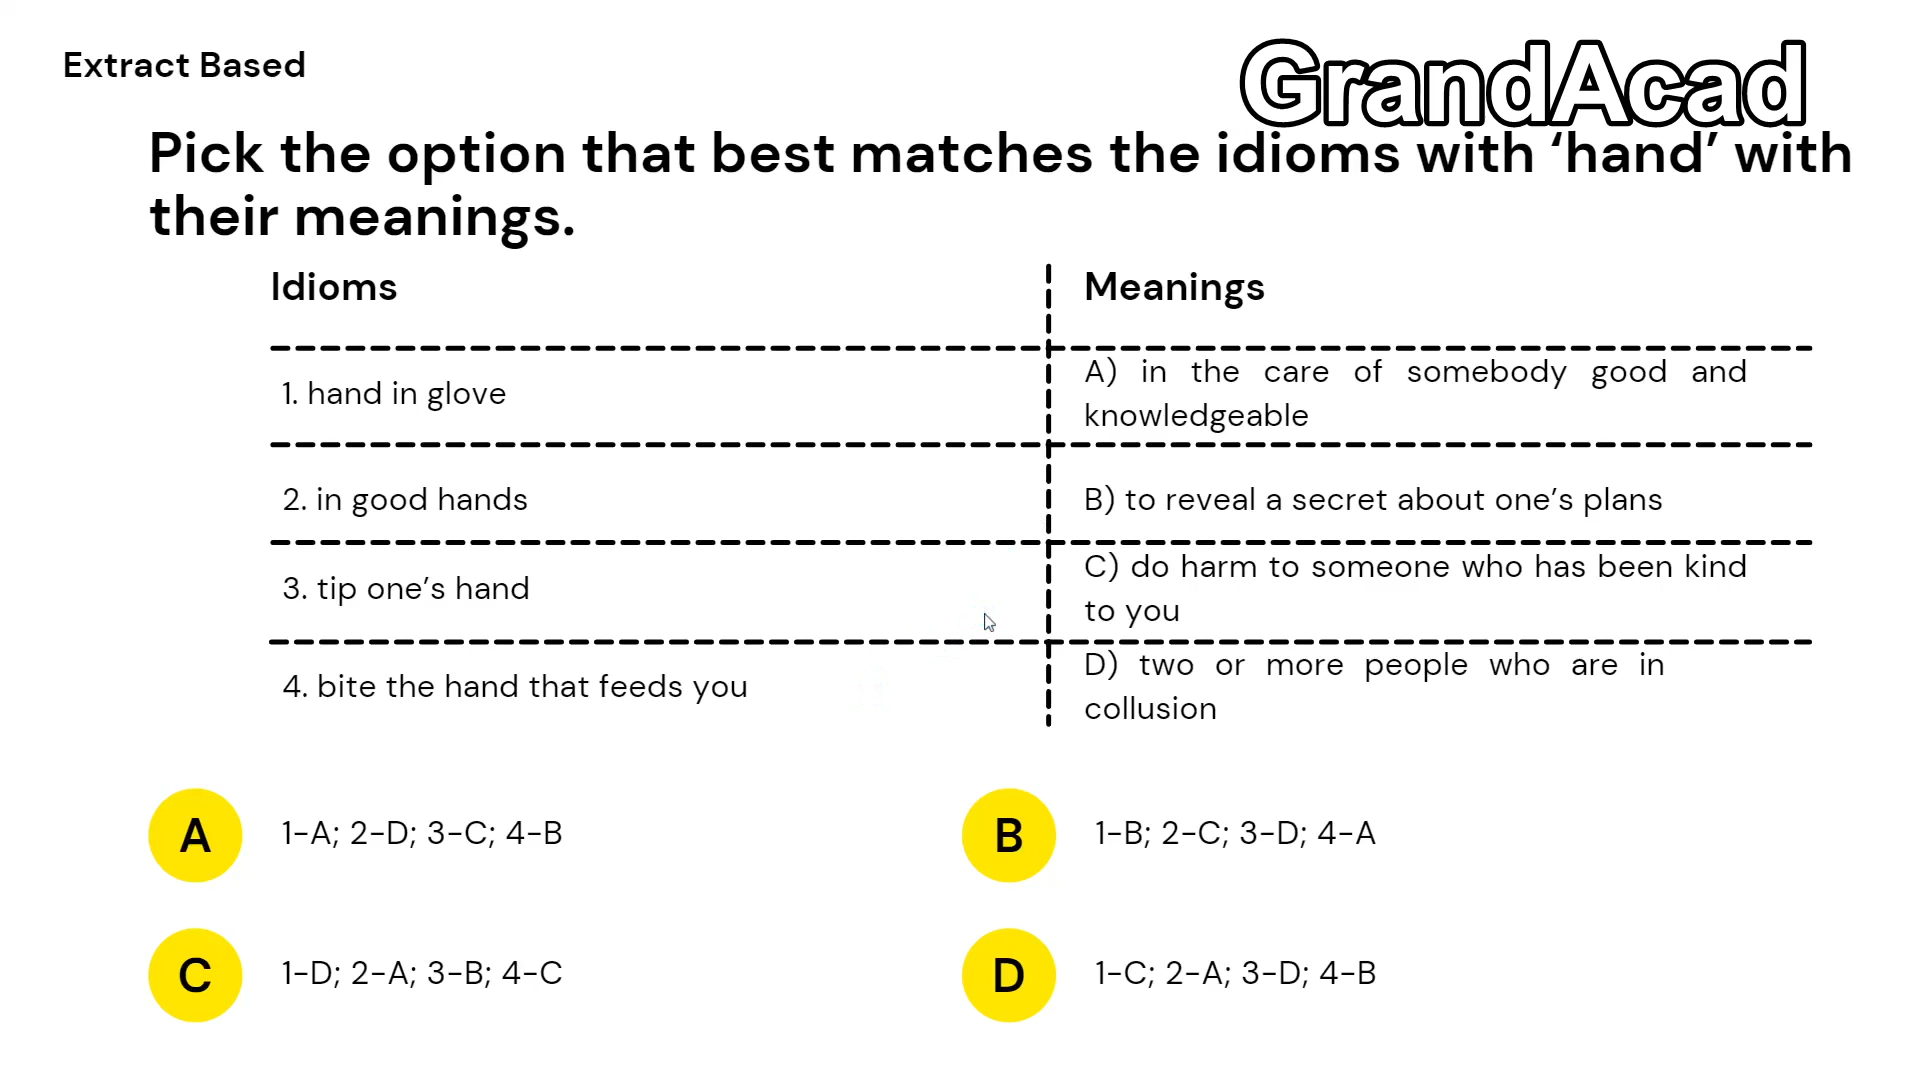 Extract Based
GrandAcad
Pick the option that best matches the idioms with ‘hand’ with
their meanings.
Idioms
Meanings
1. hand in glove
A) in the care of somebody good and
knowledgeable
2. in good hands
B) to reveal a secret about one’s plans
3. tip one’s hand
C) do harm to someone who has been kind
to you
4. bite the hand that feeds you
D) two or more people who are in
collusion
A
1-A; 2-D; 3-C; 4-B
B
1-B; 2-C; 3-D; 4-A
C
1-D; 2-A; 3-B; 4-C
D
1-C; 2-A; 3-D; 4-B